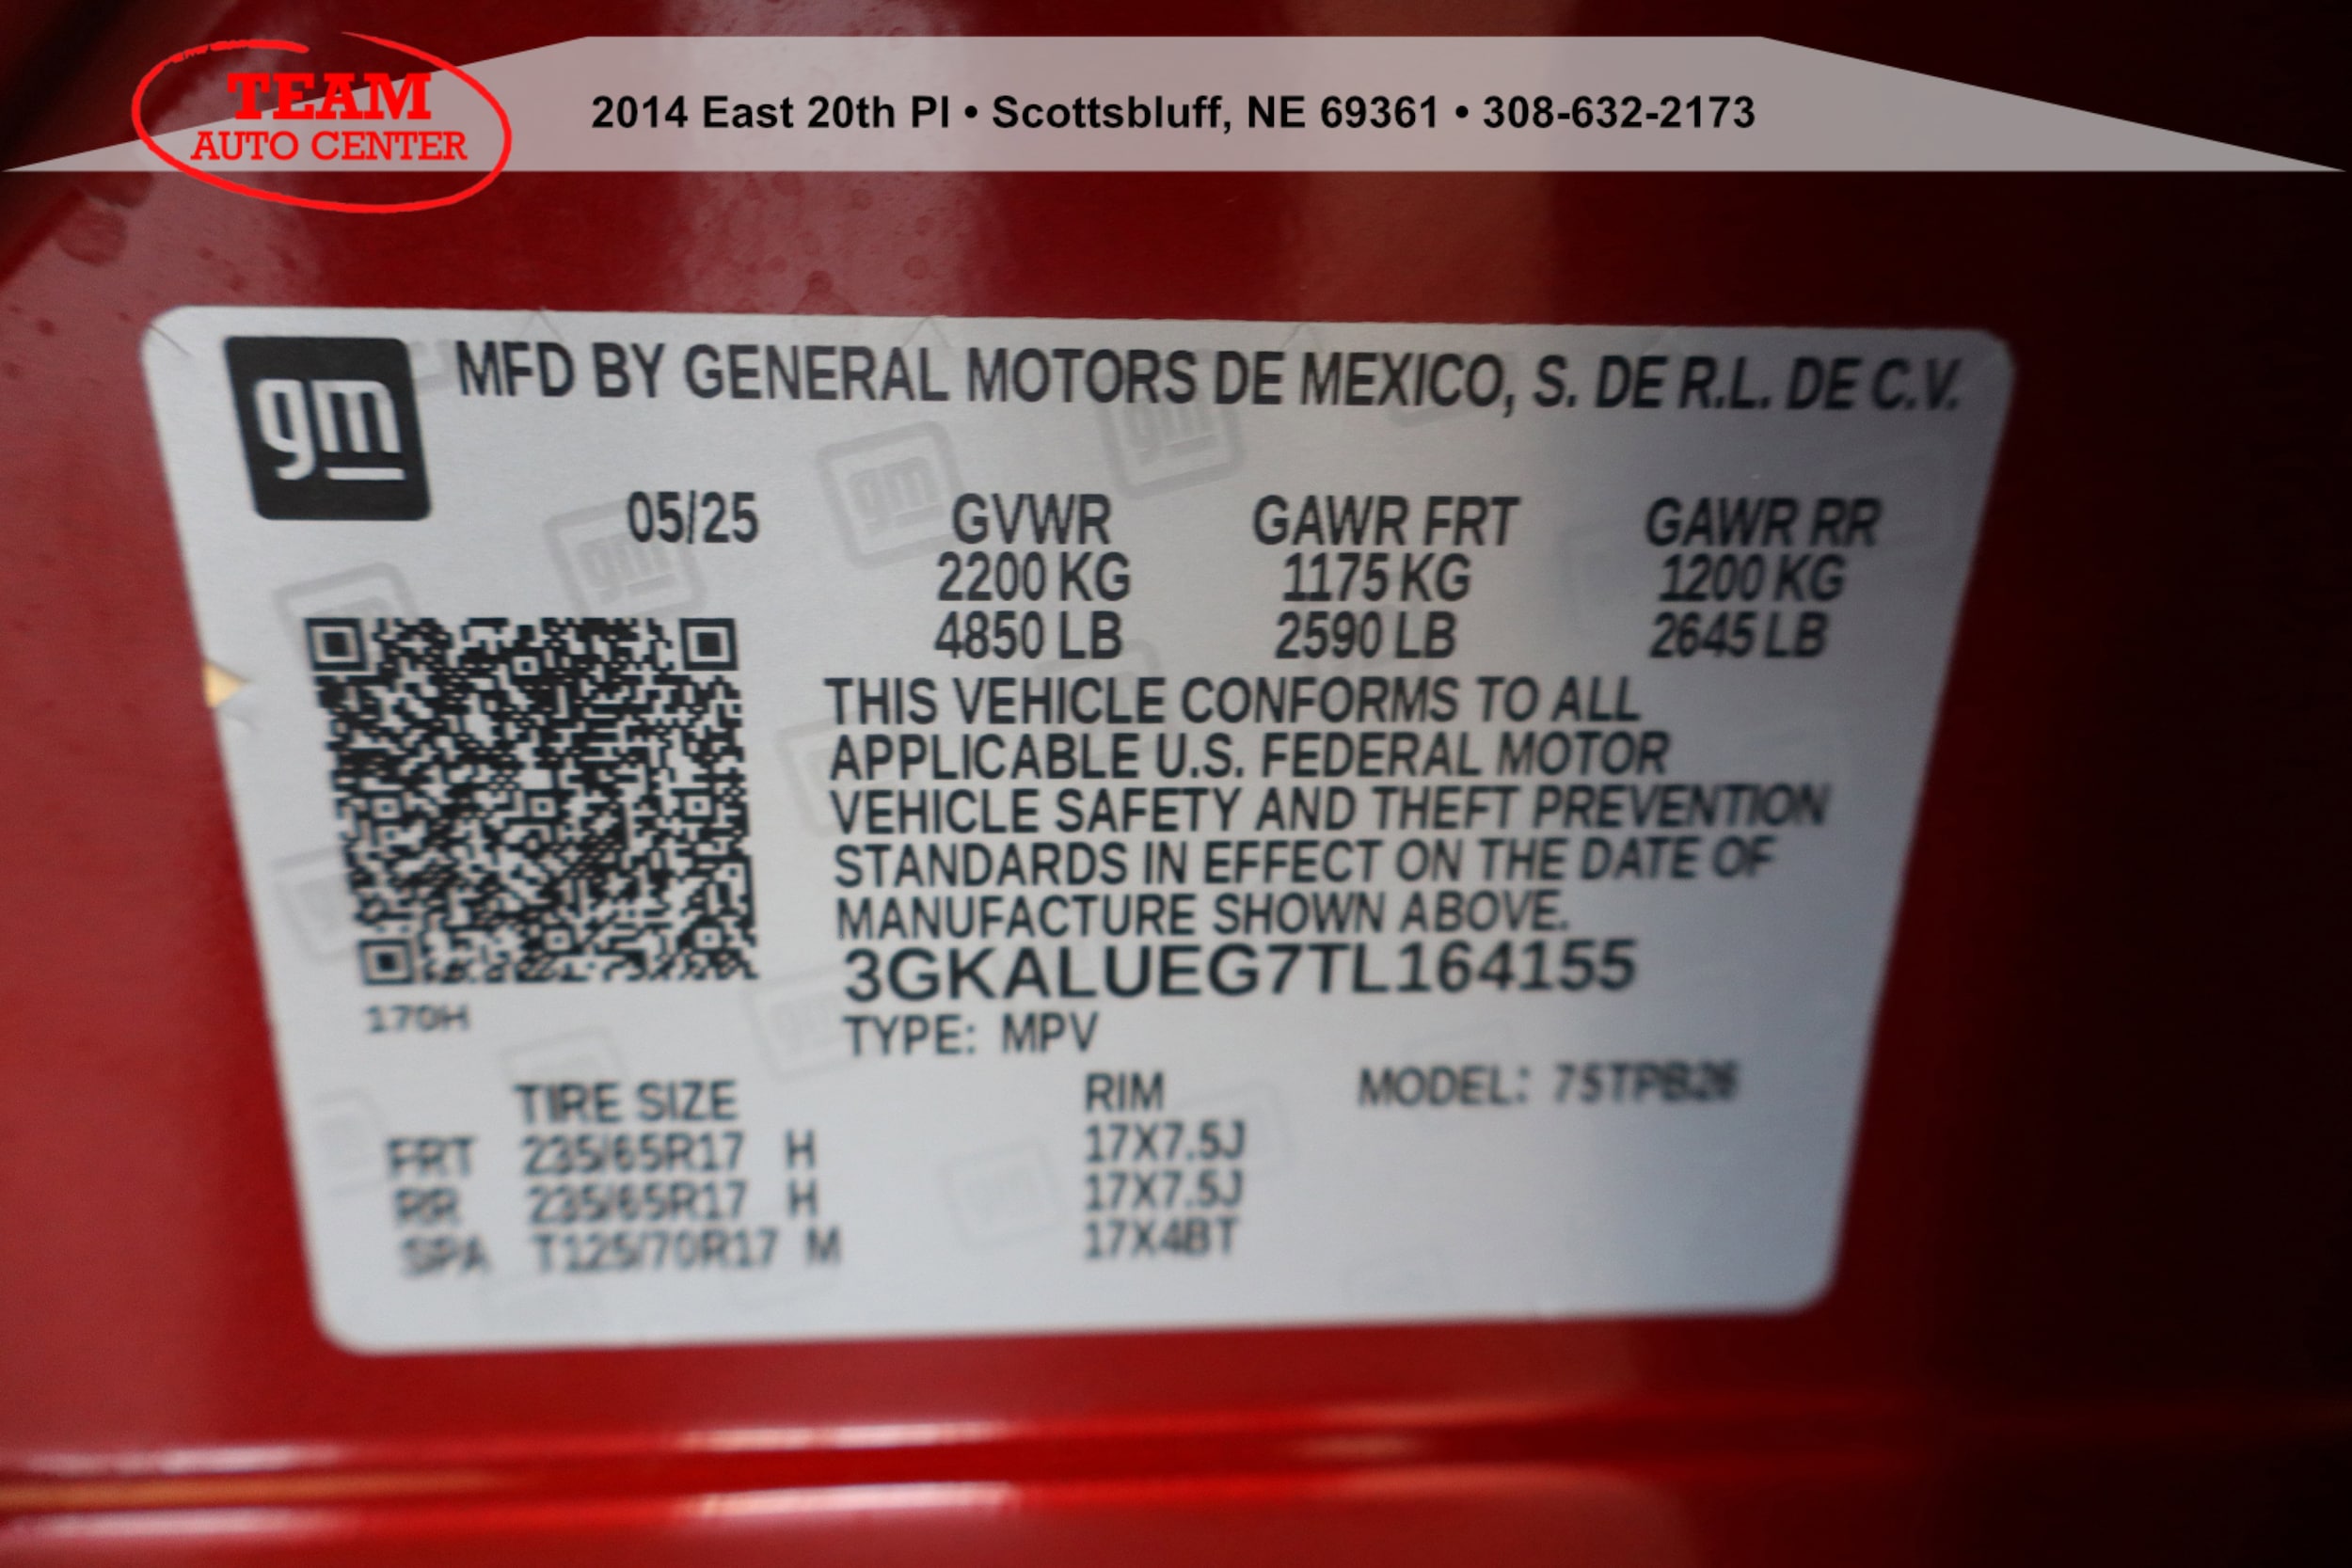 TEAM
AUTO CENTER
2014 East 20th Pl • Scottsbluff, NE 69361 • 308-632-2173
gm
MFD BY GENERAL MOTORS DE MEXICO, S. DE R.L. DE C.V.
05/25 GVWR GAWR FRT GAWR RR
2200 KG 1175 KG 1200 KG
4850 LB 2590 LB 2645 LB
THIS VEHICLE CONFORMS TO ALL
APPLICABLE U.S. FEDERAL MOTOR
VEHICLE SAFETY AND THEFT PREVENTION
STANDARDS IN EFFECT ON THE DATE OF
MANUFACTURE SHOWN ABOVE.
3GKALUEG7TL164155
170H
TYPE: MPV
TIRE SIZE RIM MODEL: 75TPB26
FRT 235/65R17 H 17X7.5J
RR 235/65R17 H 17X7.5J
SPA T125/70R17 M 17X4BT